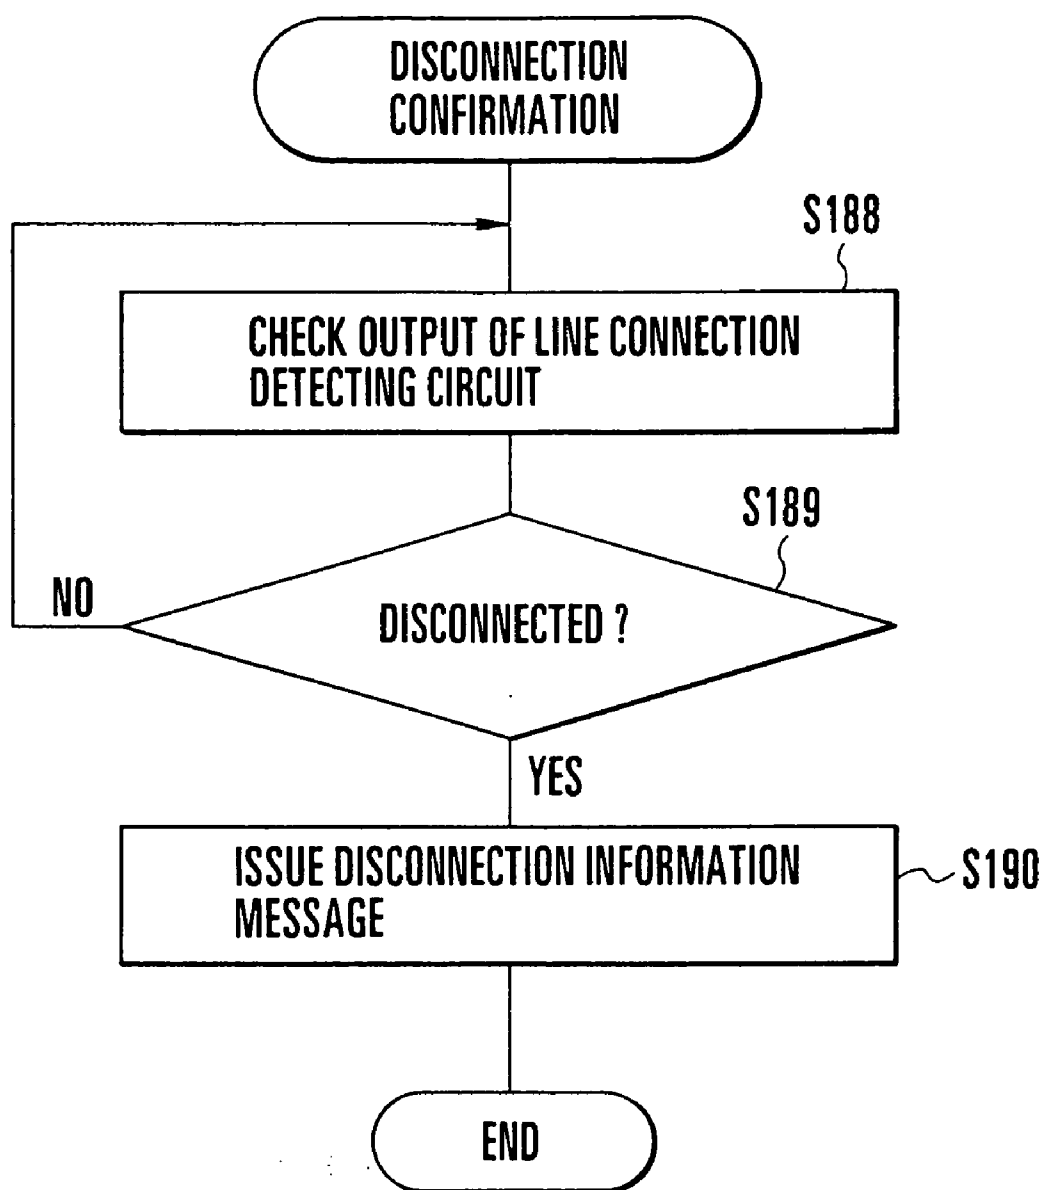 DISCONNECTION
CONFIRMATION
S188
CHECK OUTPUT OF LINE CONNECTION
DETECTING CIRCUIT
S189
NO
DISCONNECTED ?
YES
ISSUE DISCONNECTION INFORMATION
MESSAGE
S190
END